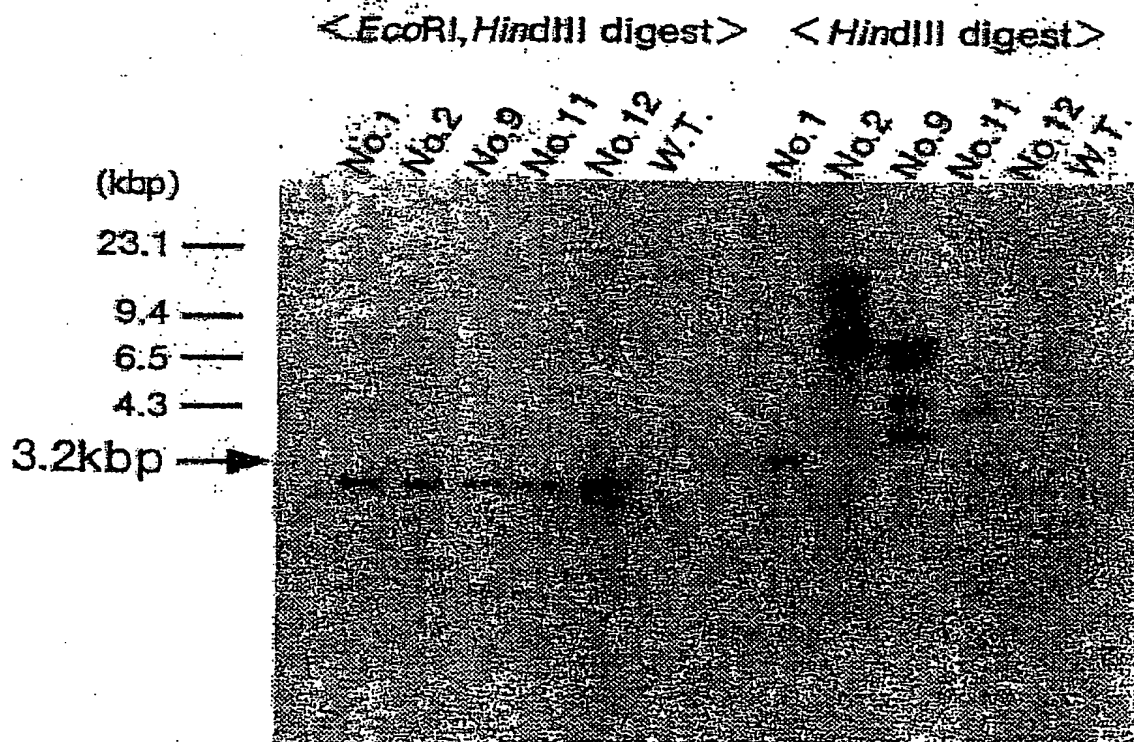 <EcoRI,HindIII digest> <HindIII digest>
No.1 No.2 No.9 No.11 No.12 W.T. No.1 No.2 No.9 No.11 No.12 W.T.
(kbp)
23.1
9.4
6.5
4.3
3.2kbp